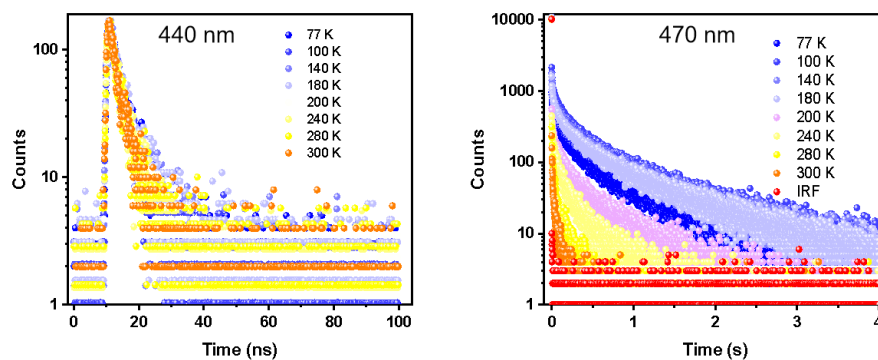 440 nm
100
10
1
Counts
0
20
40
60
80
100
Time (ns)
77 K
100 K
140 K
180 K
200 K
240 K
280 K
300 K
470 nm
10000
1000
100
10
1
Counts
0
1
2
3
4
Time (s)
77 K
100 K
140 K
180 K
200 K
240 K
280 K
300 K
IRF